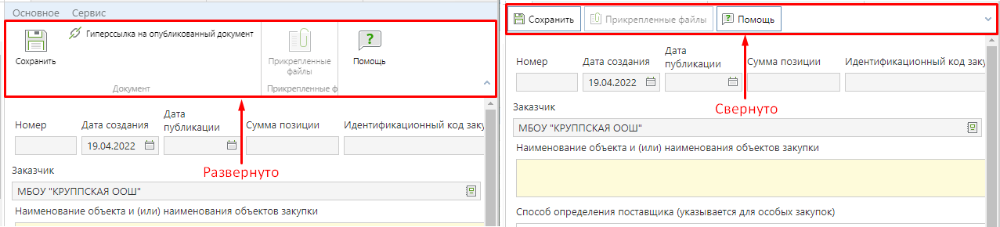 Основное Сервис
Гиперссылка на опубликованный документ
Сохранить
Прикрепленные
файлы
Помощь
Документ
Прикрепленные ф
Номер
Дата создания
Дата
публикации
Сумма позиции
Идентификационный код заку
19.04.2022
Развернуто
Заказчик
МБОУ "КРУППСКАЯ ООШ"
Наименование объекта и (или) наименования объектов закупки
Сохранить
Прикрепленные файлы
Помощь
Номер
Дата создания
Дата
публикации
Сумма позиции
Идентификационный код заку
19.04.2022
Свернуто
Заказчик
МБОУ "КРУППСКАЯ ООШ"
Наименование объекта и (или) наименования объектов закупки
Способ определения поставщика (указывается для особых закупок)